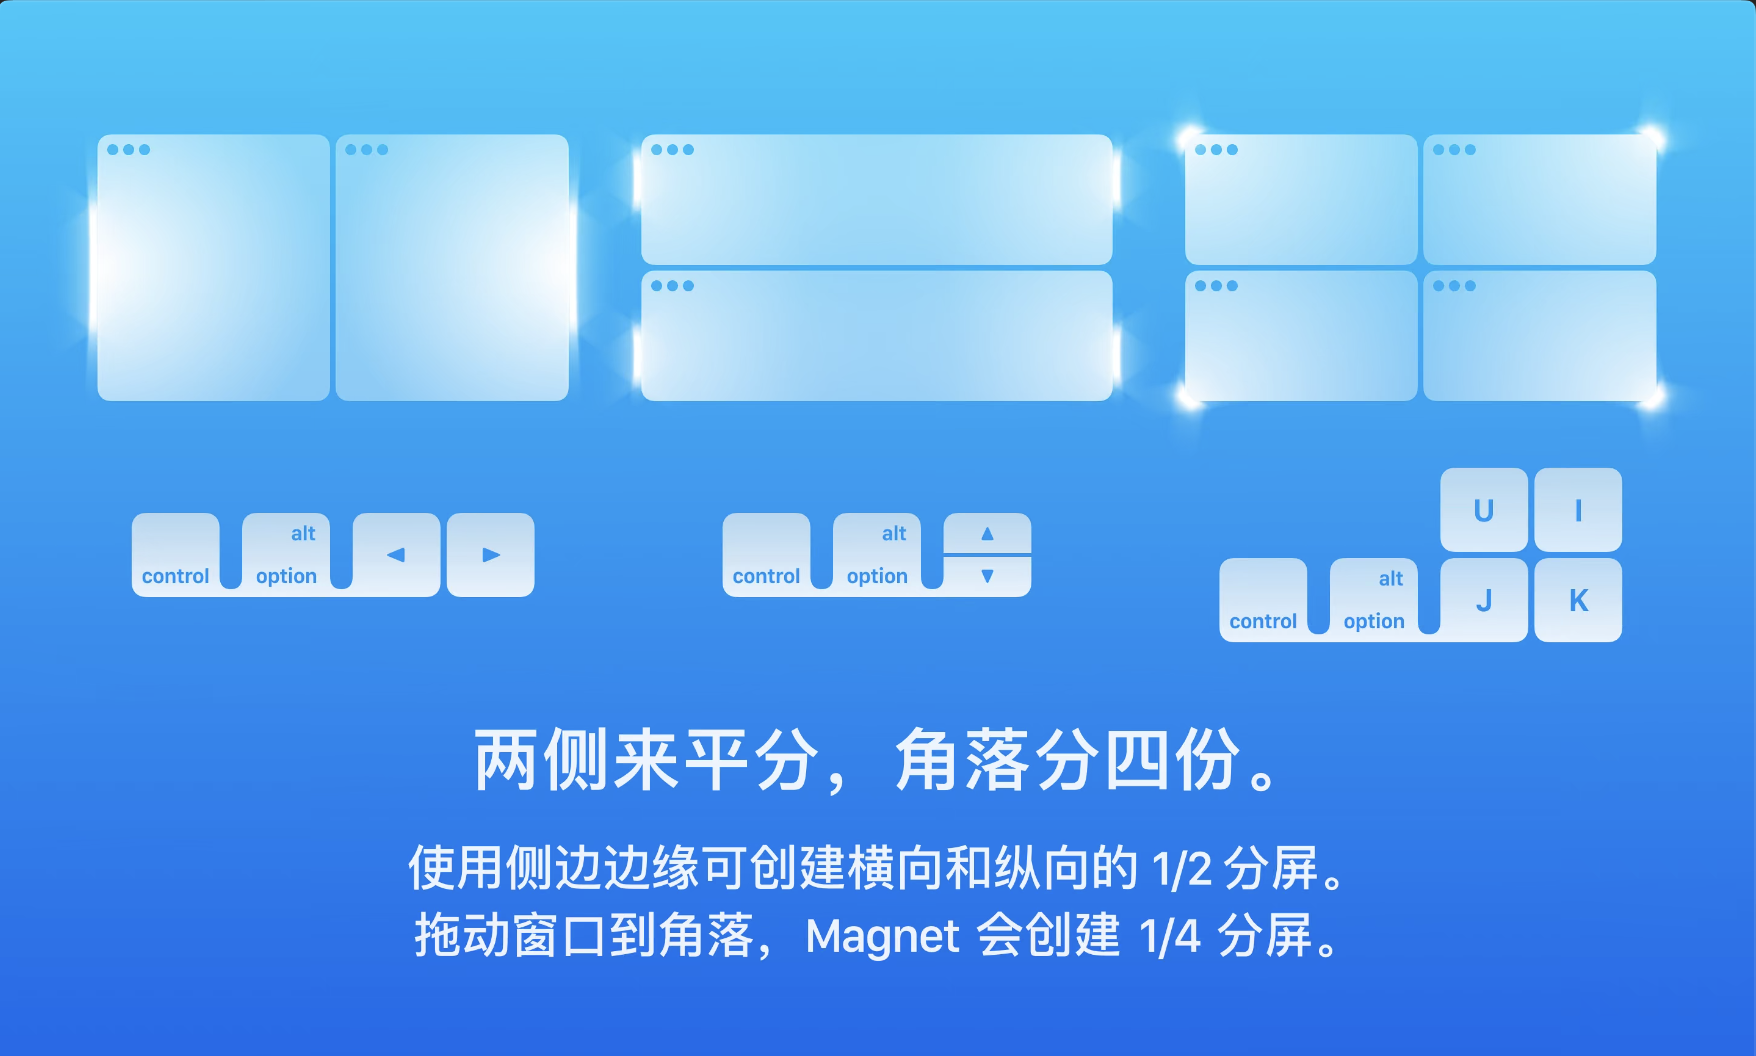 control alt option ◀ ▶
control alt option ▲ ▼
U I
control alt option J K
两侧来平分，角落分四份。
使用侧边边缘可创建横向和纵向的 1/2 分屏。
拖动窗口到角落，Magnet 会创建 1/4 分屏。